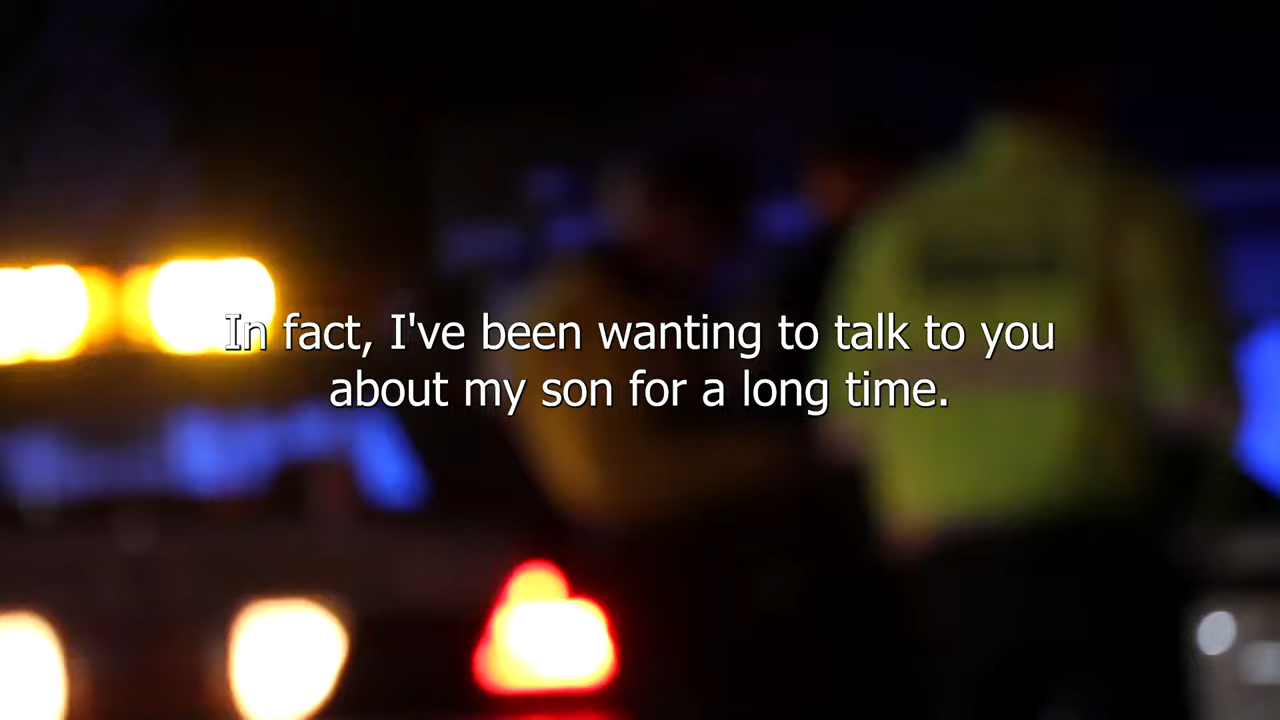 In fact, I've been wanting to talk to you
about my son for a long time.